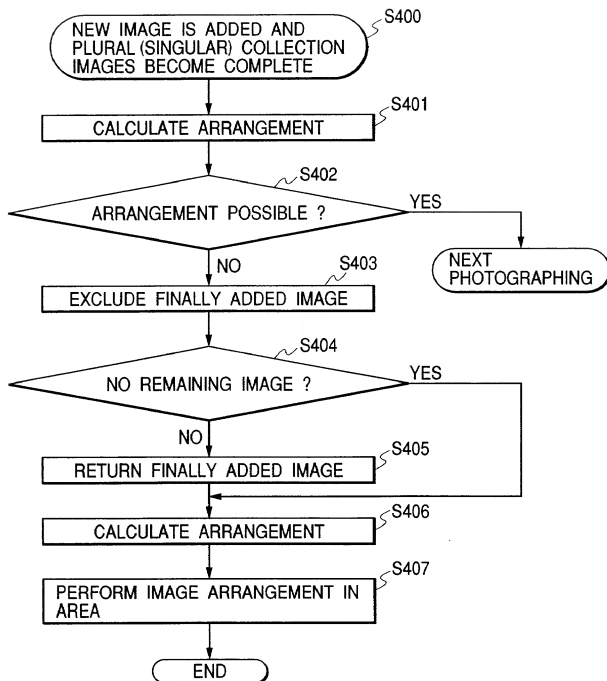 NEW IMAGE IS ADDED AND
PLURAL (SINGULAR) COLLECTION
IMAGES BECOME COMPLETE
S400
CALCULATE ARRANGEMENT
S401
ARRANGEMENT POSSIBLE ?
S402
YES
NO
NEXT
PHOTOGRAPHING
EXCLUDE FINALLY ADDED IMAGE
S403
NO REMAINING IMAGE ?
S404
YES
NO
RETURN FINALLY ADDED IMAGE
S405
CALCULATE ARRANGEMENT
S406
PERFORM IMAGE ARRANGEMENT IN
AREA
S407
END